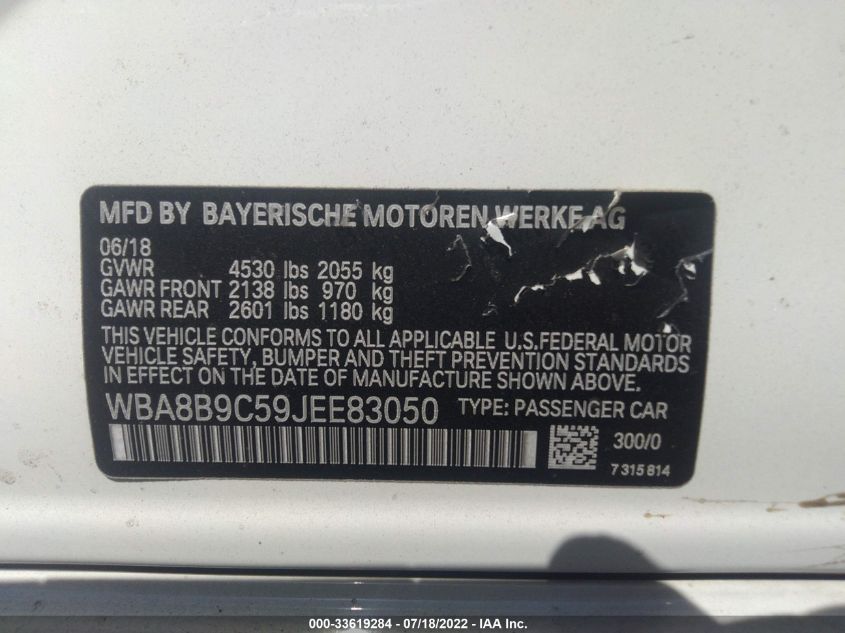 MFD BY BAYERISCHE MOTOREN WERKE AG
06/18
GVWR 4530 lbs 2055 kg
GAWR FRONT 2138 lbs 970 kg
GAWR REAR 2601 lbs 1180 kg
THIS VEHICLE CONFORMS TO ALL APPLICABLE U.S.FEDERAL MOTOR
VEHICLE SAFETY, BUMPER AND THEFT PREVENTION STANDARDS
IN EFFECT ON THE DATE OF MANUFACTURE SHOWN ABOVE.
WBA8B9C59JEE83050 TYPE: PASSENGER CAR
300/0
7 315 814
000-33619284 / 07/18/2022 - IAA Inc.